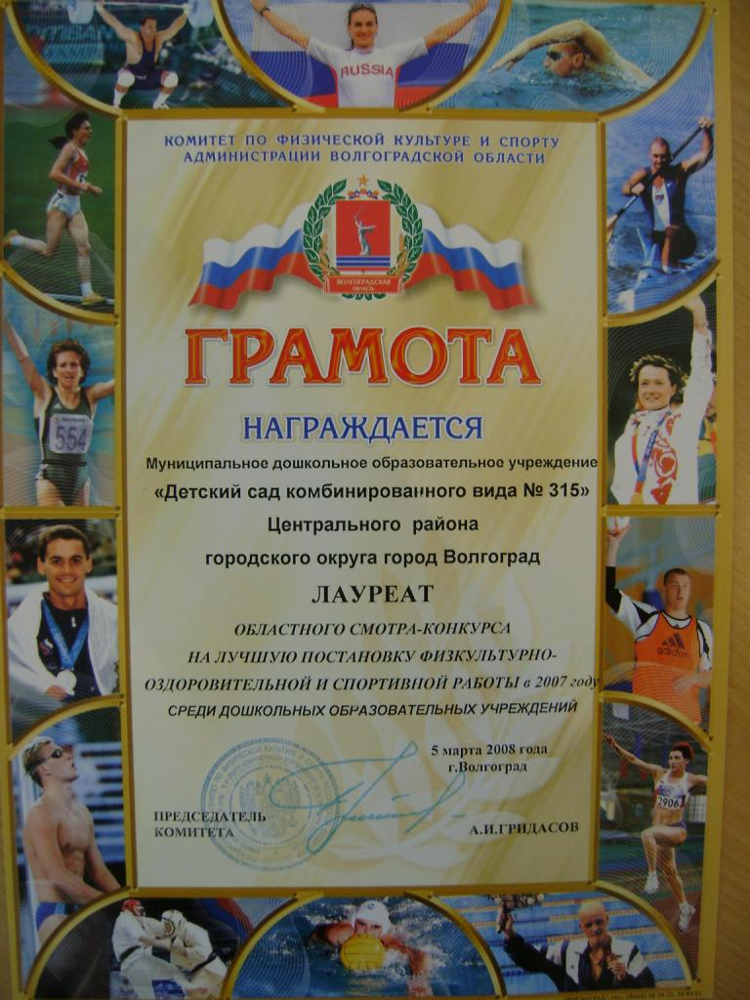 RUSSIA
КОМИТЕТ ПО ФИЗИЧЕСКОЙ КУЛЬТУРЕ И СПОРТУ
АДМИНИСТРАЦИИ ВОЛГОГРАДСКОЙ ОБЛАСТИ
ВОЛГОГРАДСКАЯ
ОБЛАСТЬ
ГРАМОТА
НАГРАЖДАЕТСЯ
554
Муниципальное дошкольное образовательное учреждение
«Детский сад комбинированного вида № 315»
Центрального района
городского округа город Волгоград
ЛАУРЕАТ
ОБЛАСТНОГО СМОТРА-КОНКУРСА
НА ЛУЧШУЮ ПОСТАНОВКУ ФИЗКУЛЬТУРНО-
ОЗДОРОВИТЕЛЬНОЙ И СПОРТИВНОЙ РАБОТЫ в 2007 году
СРЕДИ ДОШКОЛЬНЫХ ОБРАЗОВАТЕЛЬНЫХ УЧРЕЖДЕНИЙ
adidas
5 марта 2008 года
г.Волгоград
2906
ПРЕДСЕДАТЕЛЬ
КОМИТЕТА
А.И.ГРИДАСОВ